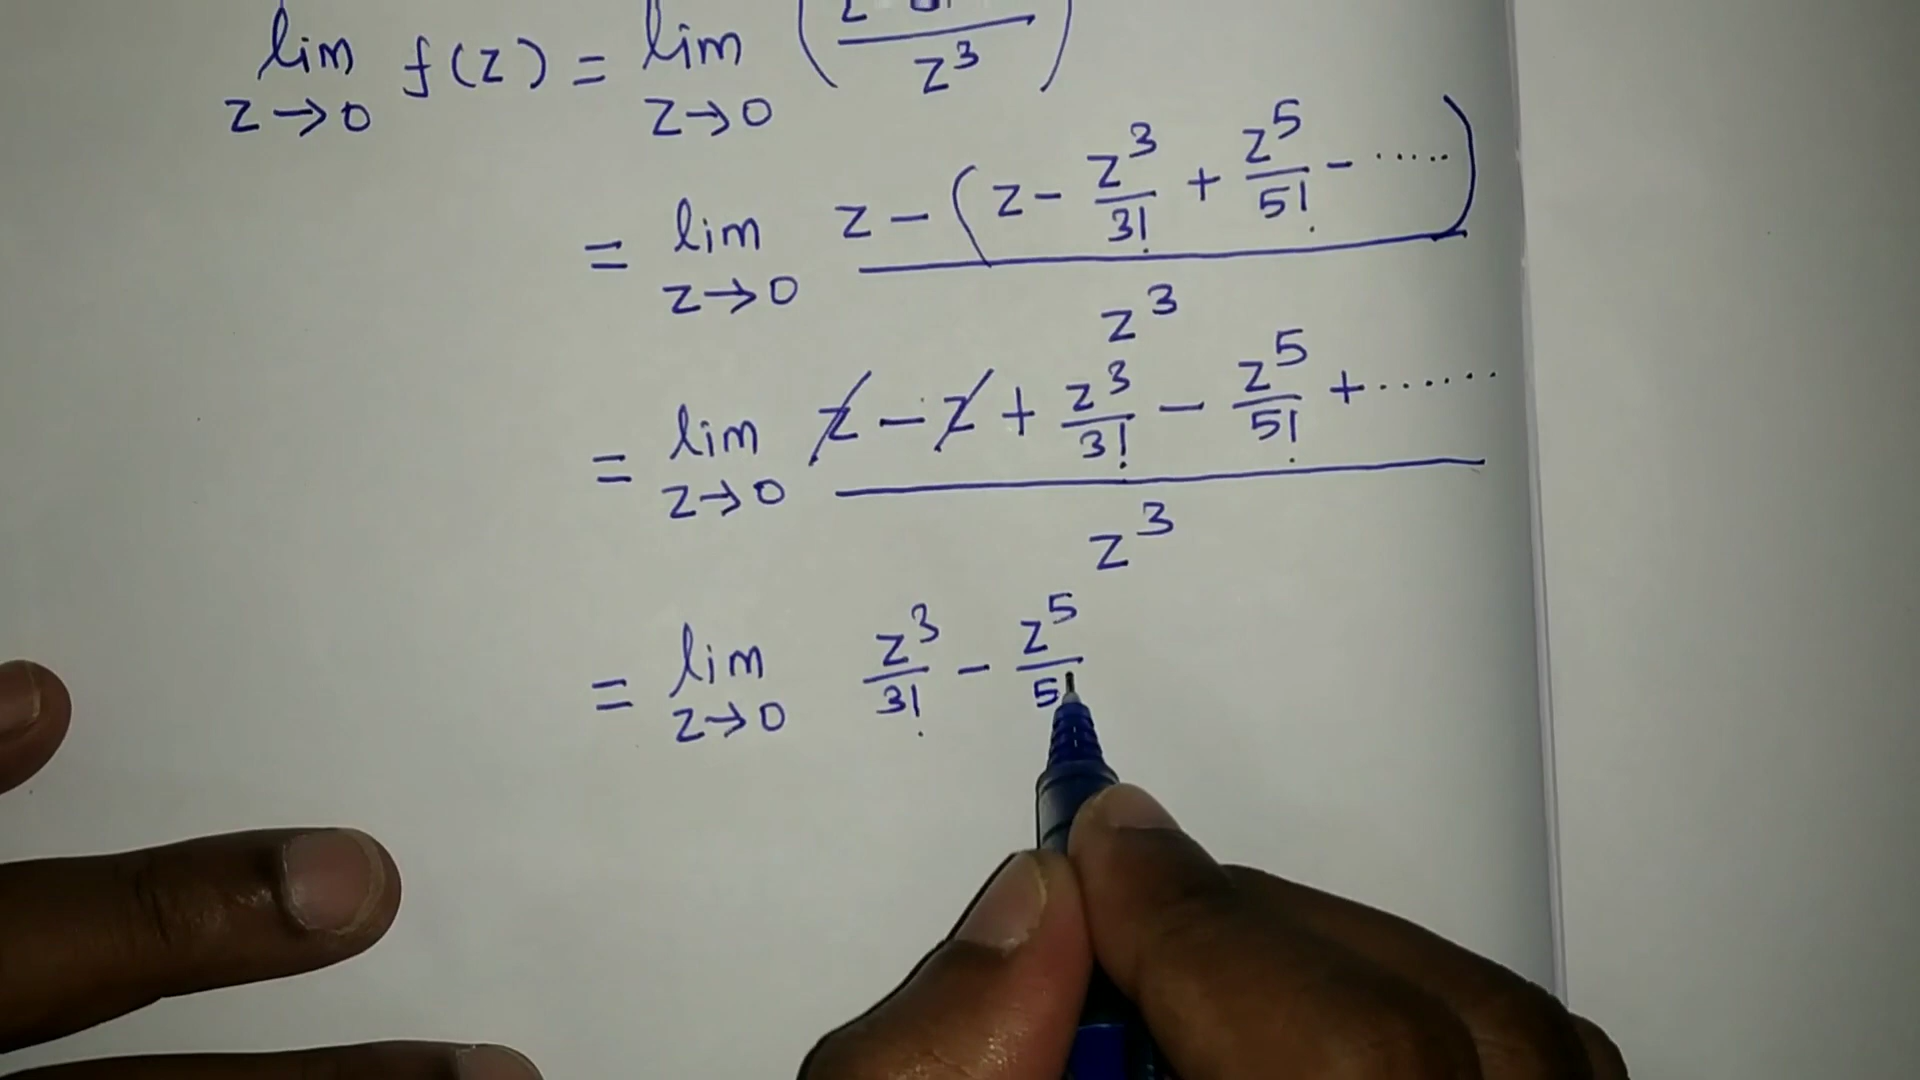 lim z→0 f(z) = lim z→0 ( / z³ )
= lim z→0 z - (z - z³/3! + z⁵/5! - .....) / z³
= lim z→0 z - z + z³/3! - z⁵/5! + ...... / z³
= lim z→0 z³/3! - z⁵/5!